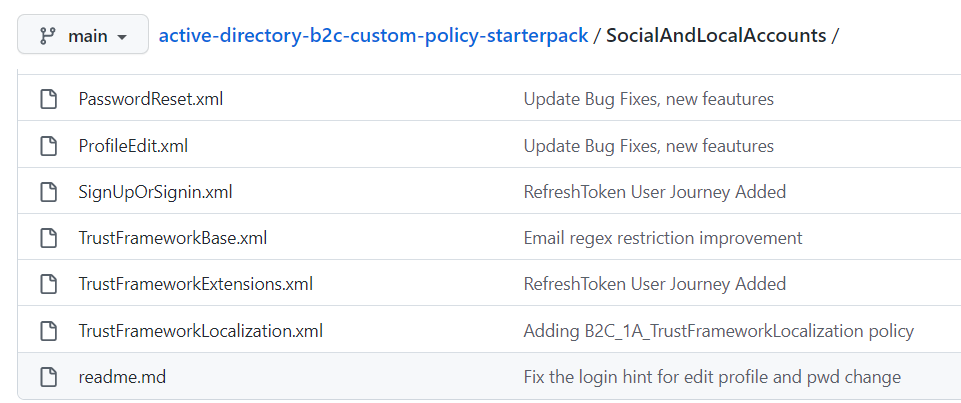 main active-directory-b2c-custom-policy-starterpack / SocialAndLocalAccounts /
PasswordReset.xml Update Bug Fixes, new feautures
ProfileEdit.xml Update Bug Fixes, new feautures
SignUpOrSignin.xml RefreshToken User Journey Added
TrustFrameworkBase.xml Email regex restriction improvement
TrustFrameworkExtensions.xml RefreshToken User Journey Added
TrustFrameworkLocalization.xml Adding B2C_1A_TrustFrameworkLocalization policy
readme.md Fix the login hint for edit profile and pwd change